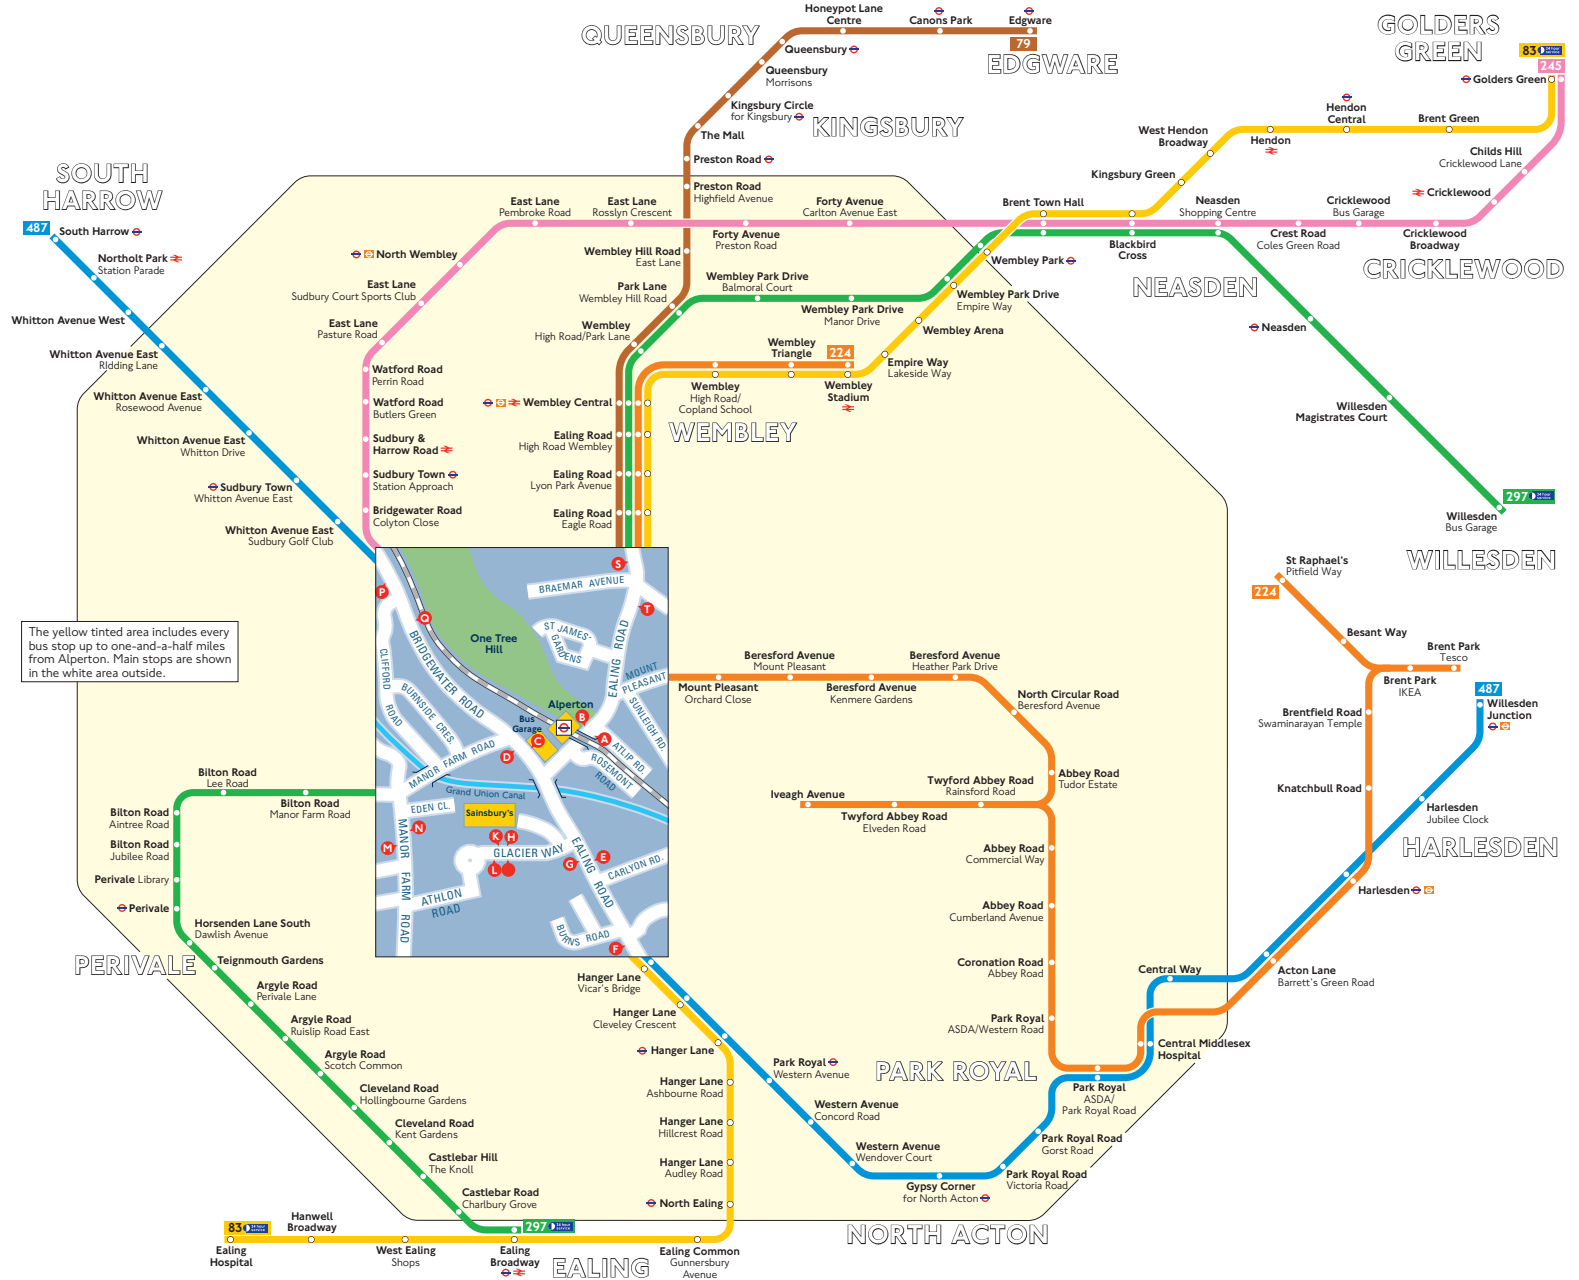 QUEENSBURY
Honeypot Lane
Centre
Canons Park
Edgware
79
EDGWARE
Queensbury
Queensbury
Morrisons
Kingsbury Circle
for Kingsbury
KINGSBURY
The Mall
Preston Road
Preston Road
Highfield Avenue
GOLDERS
GREEN
83 24 hour service
245
Golders Green
Hendon
Central
Brent Green
West Hendon
Broadway
Hendon
Childs Hill
Cricklewood Lane
Kingsbury Green
Cricklewood
SOUTH
HARROW
487
South Harrow
Northolt Park
Station Parade
Whitton Avenue West
Whitton Avenue East
RIdding Lane
Whitton Avenue East
Rosewood Avenue
Whitton Avenue East
Whitton Drive
Sudbury Town
Whitton Avenue East
Whitton Avenue East
Sudbury Golf Club
East Lane
Pembroke Road
East Lane
Rosslyn Crescent
Forty Avenue
Carlton Avenue East
Forty Avenue
Preston Road
Brent Town Hall
Neasden
Shopping Centre
Cricklewood
Bus Garage
Blackbird
Cross
Crest Road
Coles Green Road
Cricklewood
Broadway
CRICKLEWOOD
NEASDEN
North Wembley
East Lane
Sudbury Court Sports Club
East Lane
Pasture Road
Watford Road
Perrin Road
Watford Road
Butlers Green
Sudbury &
Harrow Road
Sudbury Town
Station Approach
Bridgewater Road
Colyton Close
Wembley Hill Road
East Lane
Park Lane
Wembley Hill Road
Wembley
High Road/Park Lane
Wembley Park Drive
Balmoral Court
Wembley Park Drive
Manor Drive
Wembley Park
Wembley Park Drive
Empire Way
Wembley Arena
Empire Way
Lakeside Way
Wembley
Triangle
224
Wembley
High Road/
Copland School
Wembley
Stadium
WEMBLEY
Wembley Central
Ealing Road
High Road Wembley
Ealing Road
Lyon Park Avenue
Ealing Road
Eagle Road
Neasden
Willesden
Magistrates Court
297 24 hour service
Willesden
Bus Garage
WILLESDEN
The yellow tinted area includes every
bus stop up to one-and-a-half miles
from Alperton. Main stops are shown
in the white area outside.
S
BRAEMAR AVENUE
P
T
Q
One Tree
Hill
ST JAMES-
GARDENS
EALING ROAD
BRIDGEWATER ROAD
CLIFFORD
ROAD
BURNSIDE CRES.
MOUNT
PLEASANT
SUNLEIGH RD.
Alperton
Bus
Garage
B
C
A
D
ATLIP RD.
ROSEMONT
ROAD
MANOR FARM ROAD
Grand Union Canal
EDEN CL.
Sainsbury's
N
M
K
H
L
GLACIER WAY
G
E
EALING ROAD
CARLYON RD.
MANOR FARM ROAD
ATHLON
ROAD
BURNS ROAD
F
Mount Pleasant
Orchard Close
Beresford Avenue
Mount Pleasant
Beresford Avenue
Kenmere Gardens
Beresford Avenue
Heather Park Drive
North Circular Road
Beresford Avenue
Abbey Road
Tudor Estate
Iveagh Avenue
Twyford Abbey Road
Elveden Road
Twyford Abbey Road
Rainsford Road
Abbey Road
Commercial Way
Abbey Road
Cumberland Avenue
Coronation Road
Abbey Road
Park Royal
ASDA/Western Road
PARK ROYAL
Park Royal
ASDA/
Park Royal Road
Central Middlesex
Hospital
Central Way
Acton Lane
Barrett's Green Road
Harlesden
HARLESDEN
Harlesden
Jubilee Clock
487
Willesden
Junction
St Raphael's
Pitfield Way
224
Besant Way
Brent Park
Tesco
Brent Park
IKEA
Brentfield Road
Swaminarayan Temple
Knatchbull Road
Bilton Road
Lee Road
Bilton Road
Manor Farm Road
Bilton Road
Aintree Road
Bilton Road
Jubilee Road
Perivale Library
Perivale
Horsenden Lane South
Dawlish Avenue
PERIVALE
Teignmouth Gardens
Argyle Road
Perivale Lane
Argyle Road
Ruislip Road East
Argyle Road
Scotch Common
Cleveland Road
Hollingbourne Gardens
Cleveland Road
Kent Gardens
Castlebar Hill
The Knoll
Castlebar Road
Charlbury Grove
297 24 hour service
83 24 hour service
Ealing
Hospital
Hanwell
Broadway
West Ealing
Shops
Ealing
Broadway
EALING
Ealing Common
Gunnersbury
Avenue
Hanger Lane
Vicar's Bridge
Hanger Lane
Cleveley Crescent
Hanger Lane
Hanger Lane
Ashbourne Road
Hanger Lane
Hillcrest Road
Hanger Lane
Audley Road
North Ealing
Park Royal
Western Avenue
Western Avenue
Concord Road
Western Avenue
Wendover Court
Gypsy Corner
for North Acton
Park Royal Road
Gorst Road
Park Royal Road
Victoria Road
NORTH ACTON